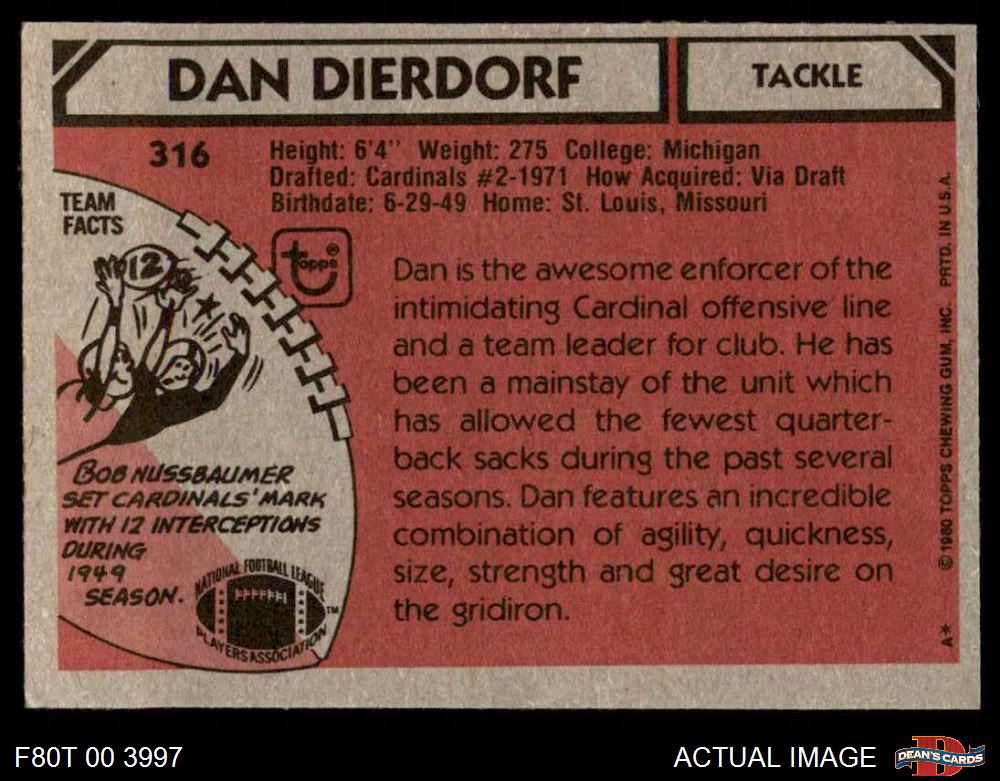 DAN DIERDORF
TACKLE
316
Height: 6'4" Weight: 275 College: Michigan
Drafted: Cardinals #2-1971 How Acquired: Via Draft
Birthdate: 6-29-49 Home: St. Louis, Missouri
TEAM
FACTS
12
topps®
Dan is the awesome enforcer of the
intimidating Cardinal offensive line
and a team leader for club. He has
been a mainstay of the unit which
has allowed the fewest quarter-
back sacks during the past several
seasons. Dan features an incredible
combination of agility, quickness,
size, strength and great desire on
the gridiron.
BOB NUSSBAUMER
SET CARDINALS' MARK
WITH 12 INTERCEPTIONS
DURING
1949
SEASON.
NATIONAL FOOTBALL LEAGUE
PLAYERS ASSOCIATION
TM
A* © 1980 TOPPS CHEWING GUM, INC. PRTD. IN U.S.A.
F80T 00 3997
ACTUAL IMAGE
D
DEAN'S CARDS